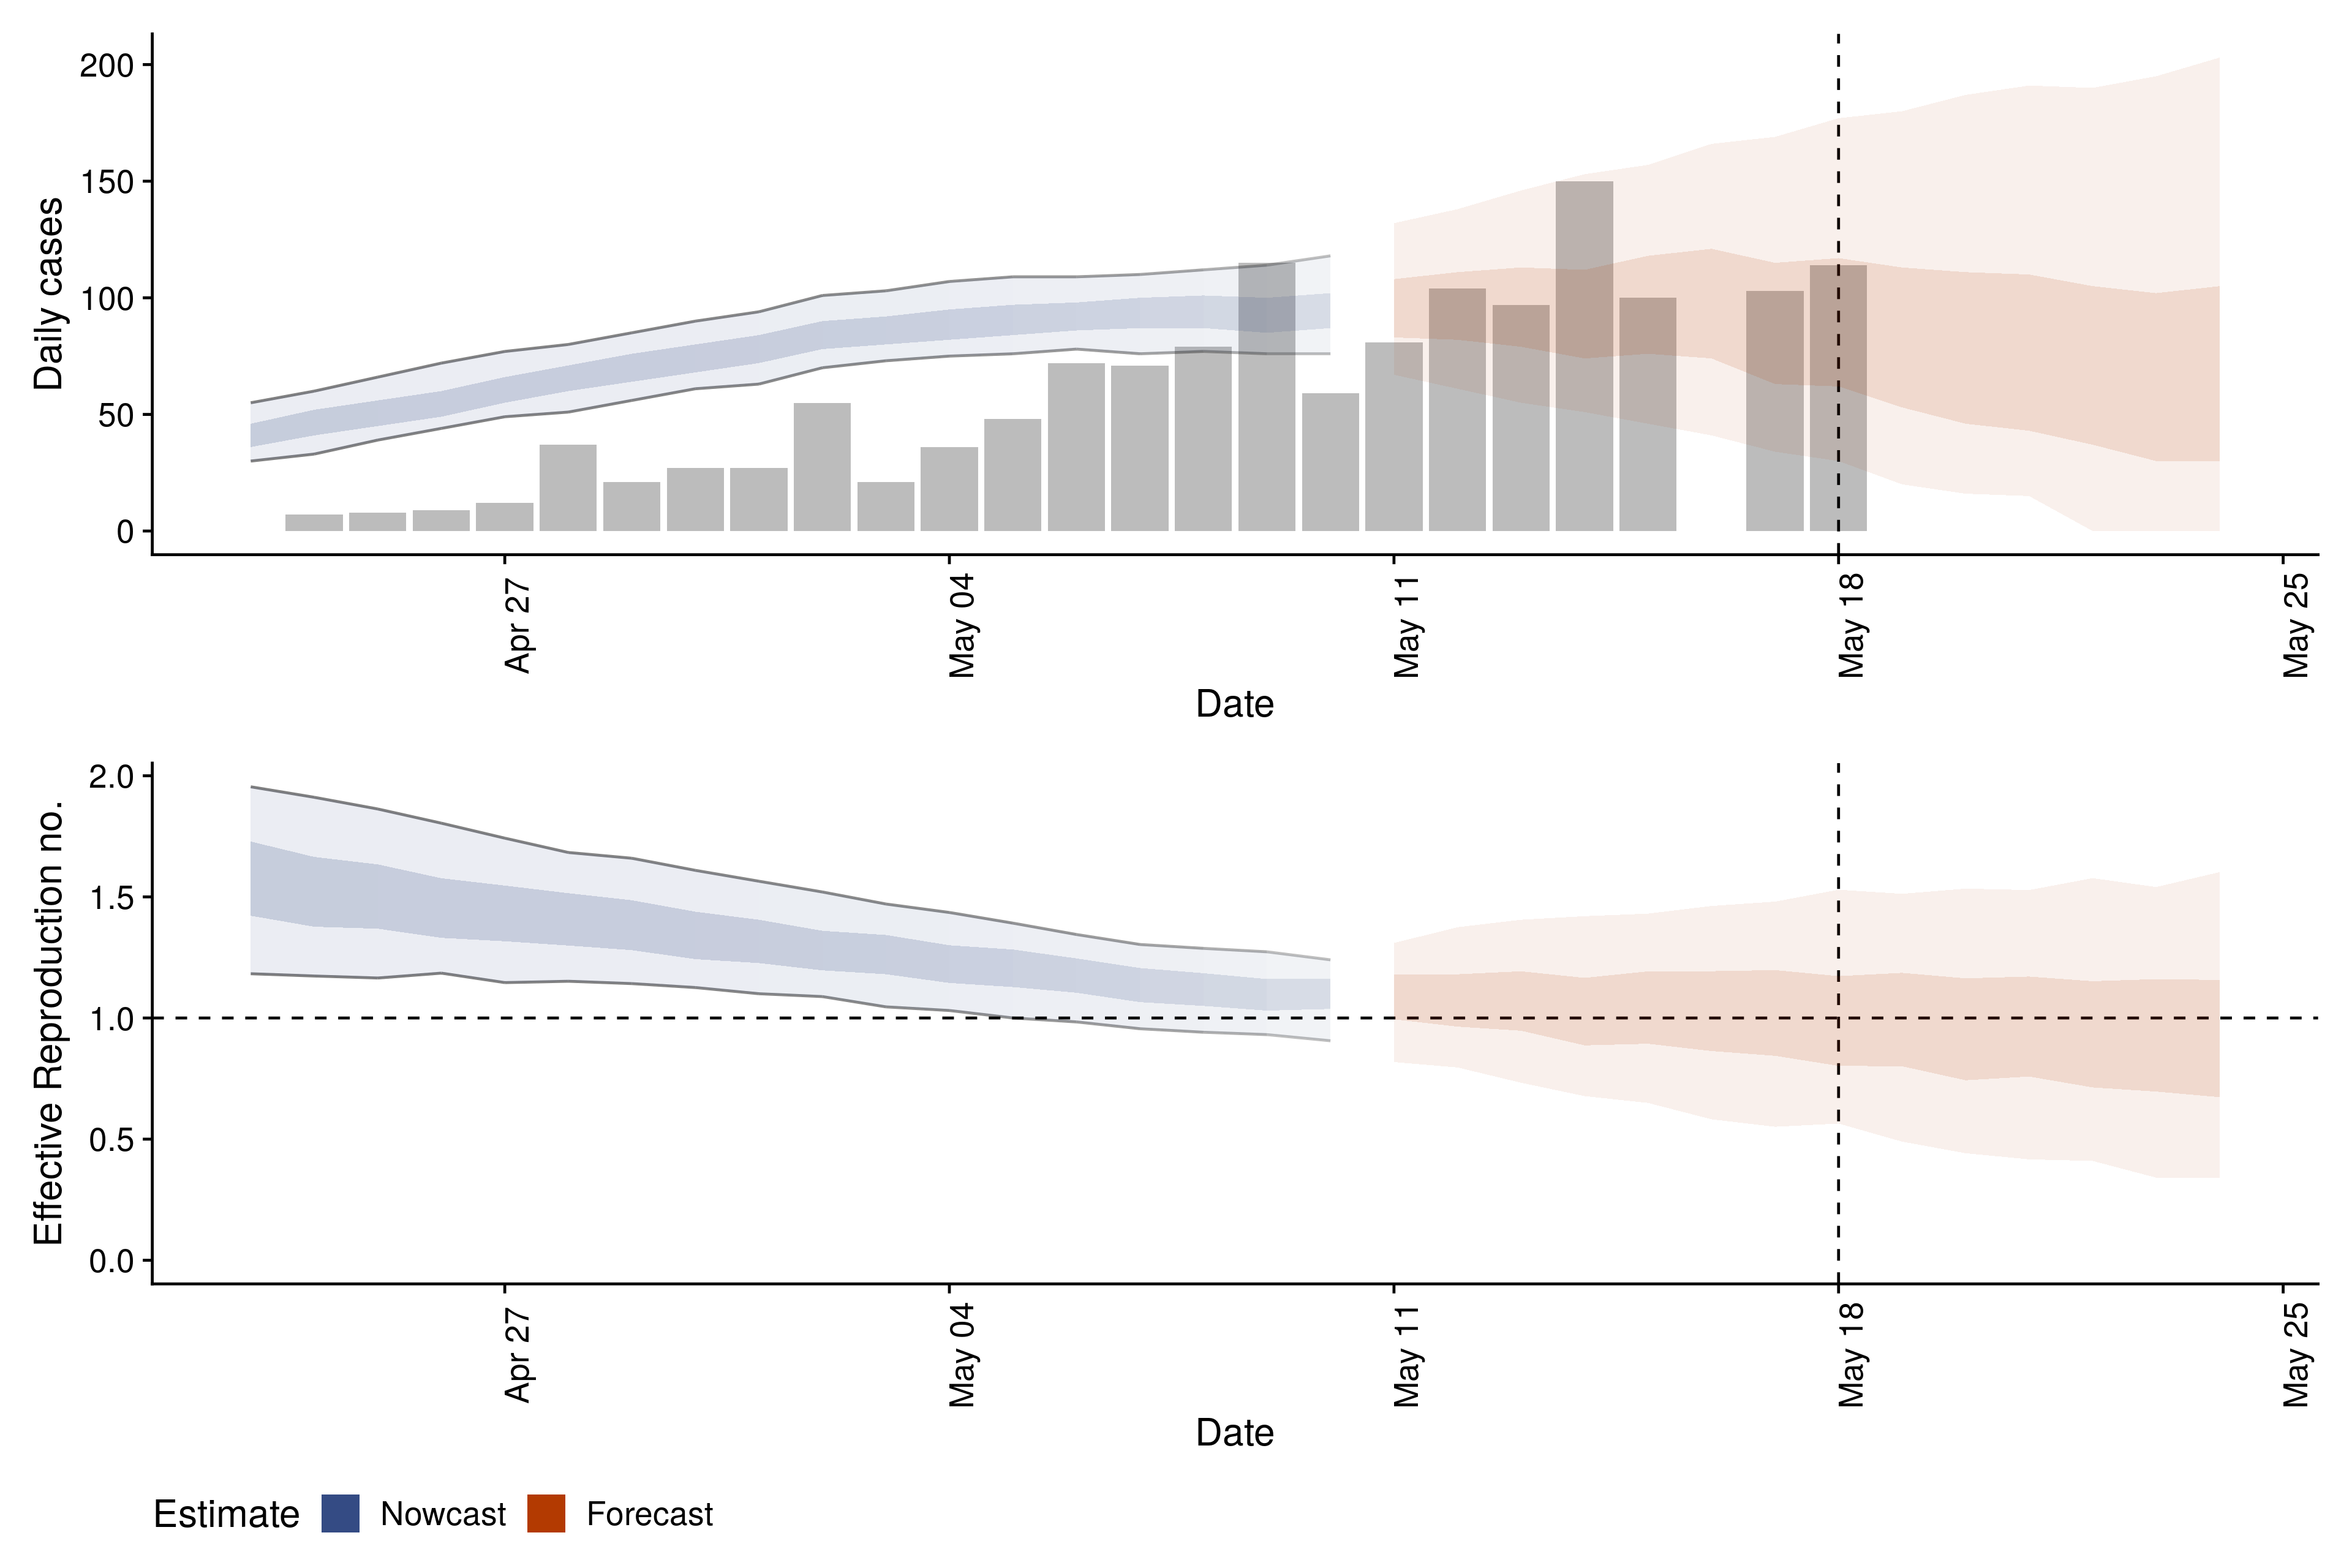 Daily cases
200
150
100
50
0
Apr 27
May 04
May 11
May 18
May 25
Date
Effective Reproduction no.
2.0
1.5
1.0
0.5
0.0
Apr 27
May 04
May 11
May 18
May 25
Date
Estimate Nowcast Forecast